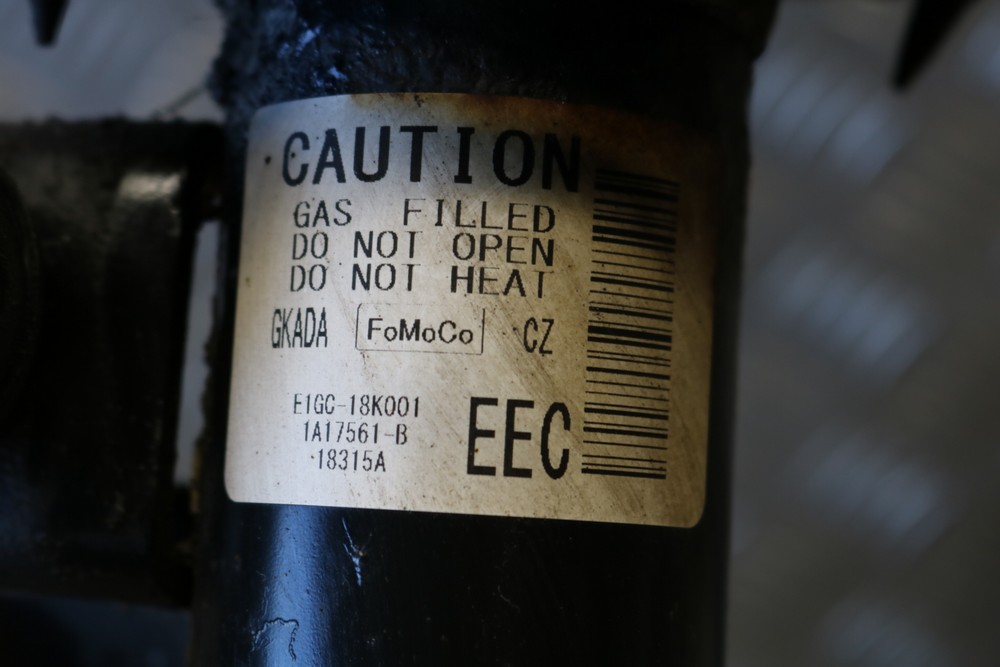 CAUTION
GAS FILLED
DO NOT OPEN
DO NOT HEAT
GKADA FoMoCo CZ
E1GC-18K001
1A17561-B
18315A
EEC